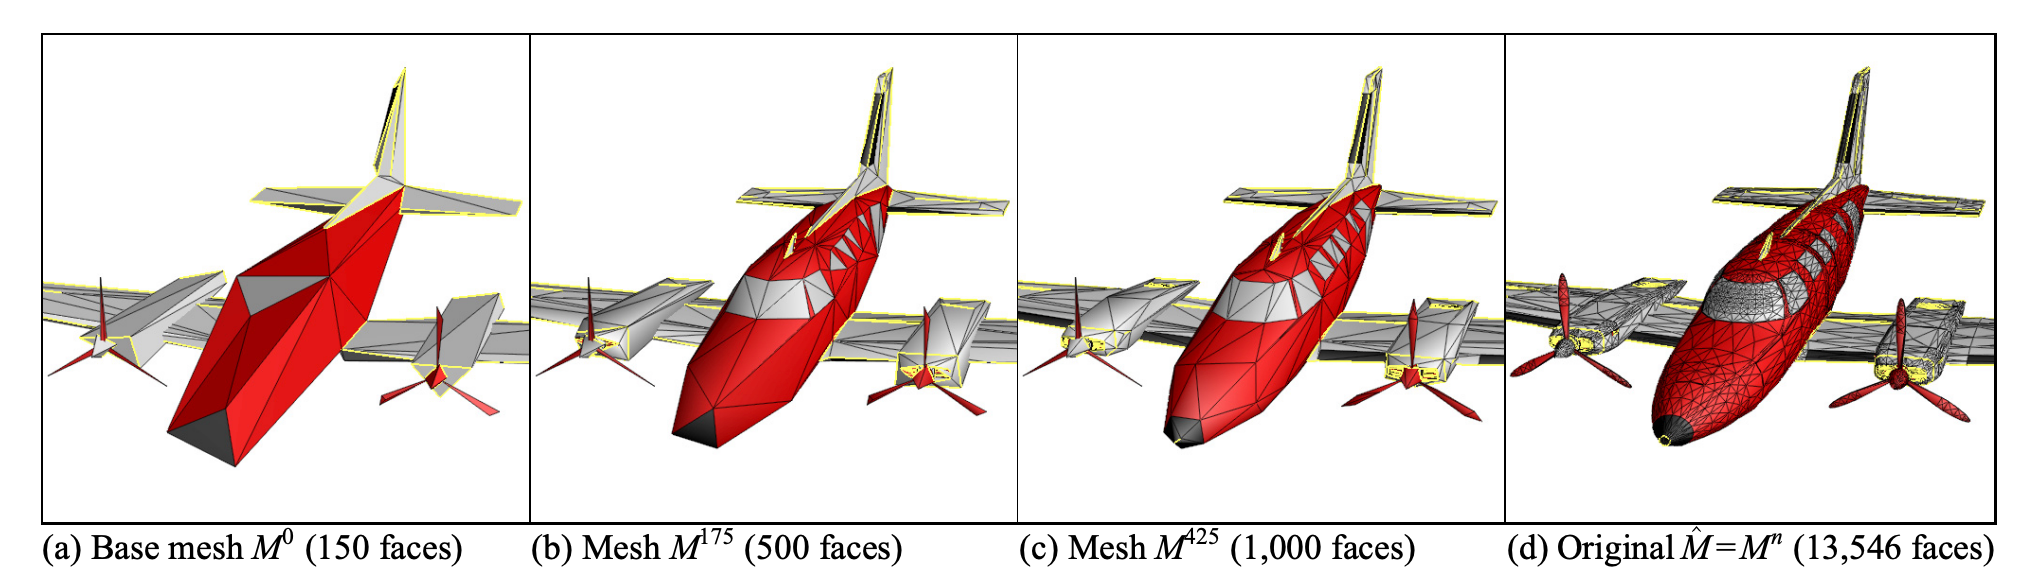 (a) Base mesh M⁰ (150 faces)
(b) Mesh M¹⁷⁵ (500 faces)
(c) Mesh M⁴²⁵ (1,000 faces)
(d) Original M̂=Mⁿ (13,546 faces)